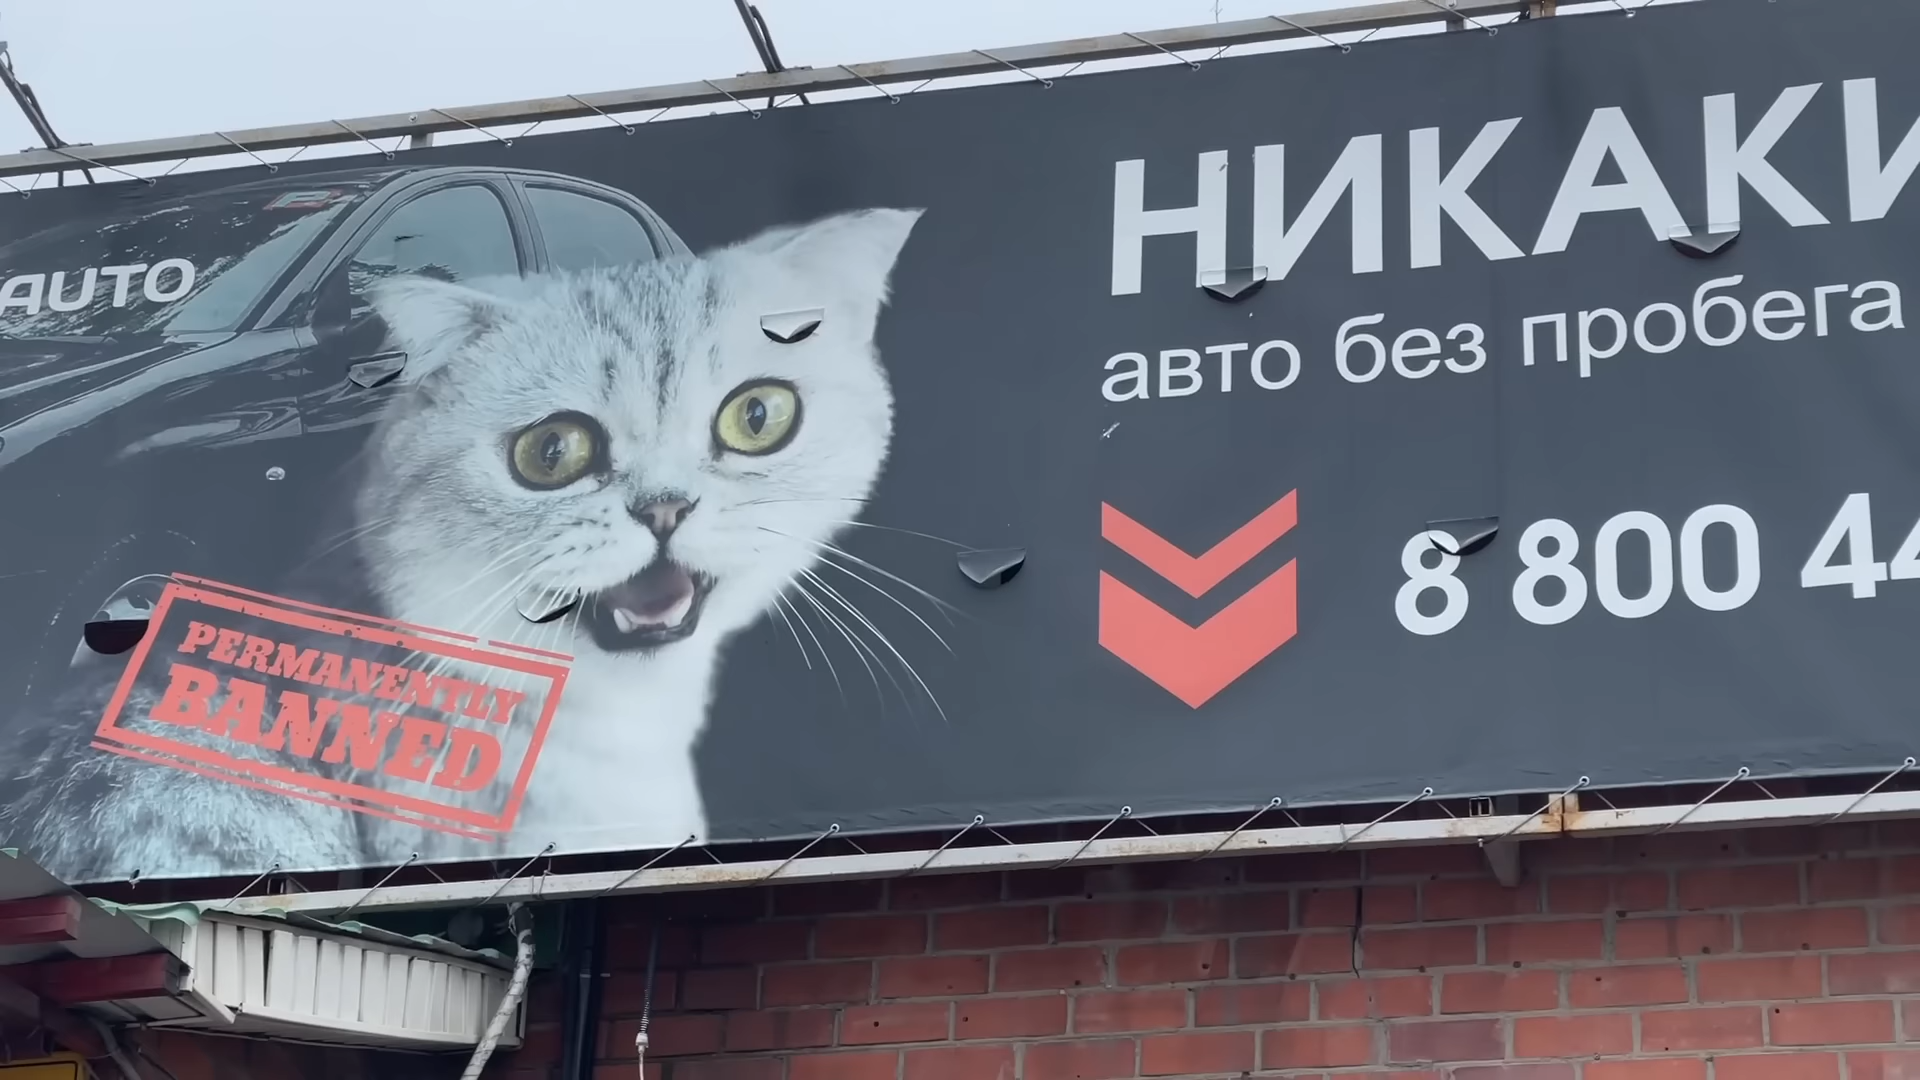 AUTO
НИКАКИ
авто без пробега
8 800 44
PERMANENTLY
BANNED